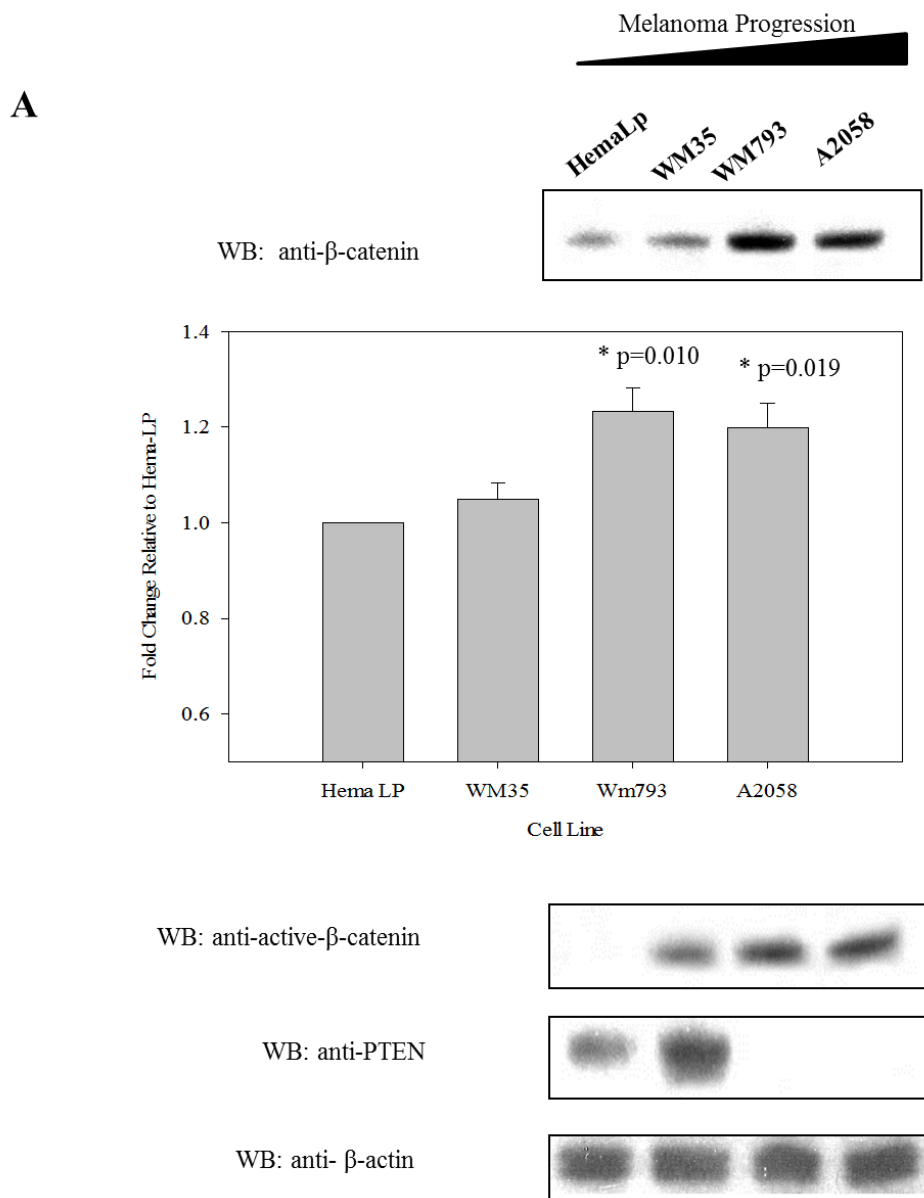 Melanoma Progression
A
HemaLp
WM35
WM793
A2058
WB: anti-β-catenin
1.4
1.2
1.0
0.8
0.6
Fold Change Relative to Hema-LP
* p=0.010
* p=0.019
Hema LP
WM35
Wm793
A2058
Cell Line
WB: anti-active-β-catenin
WB: anti-PTEN
WB: anti- β-actin